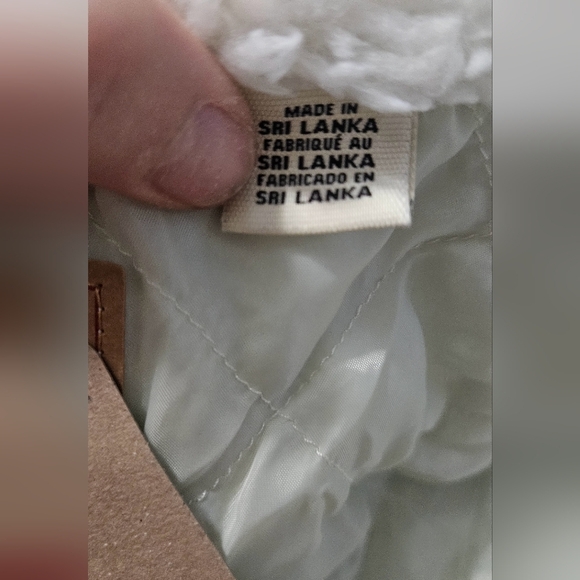 MADE IN
SRI LANKA
FABRIQUÉ AU
SRI LANKA
FABRICADO EN
SRI LANKA